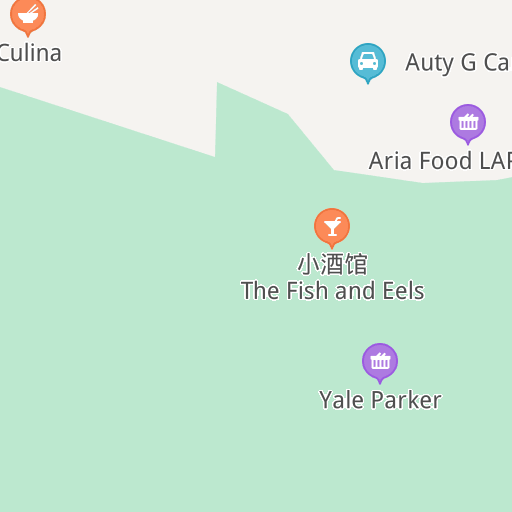 Culina
Auty G Ca
Aria Food LAF
小酒馆
The Fish and Eels
Yale Parker